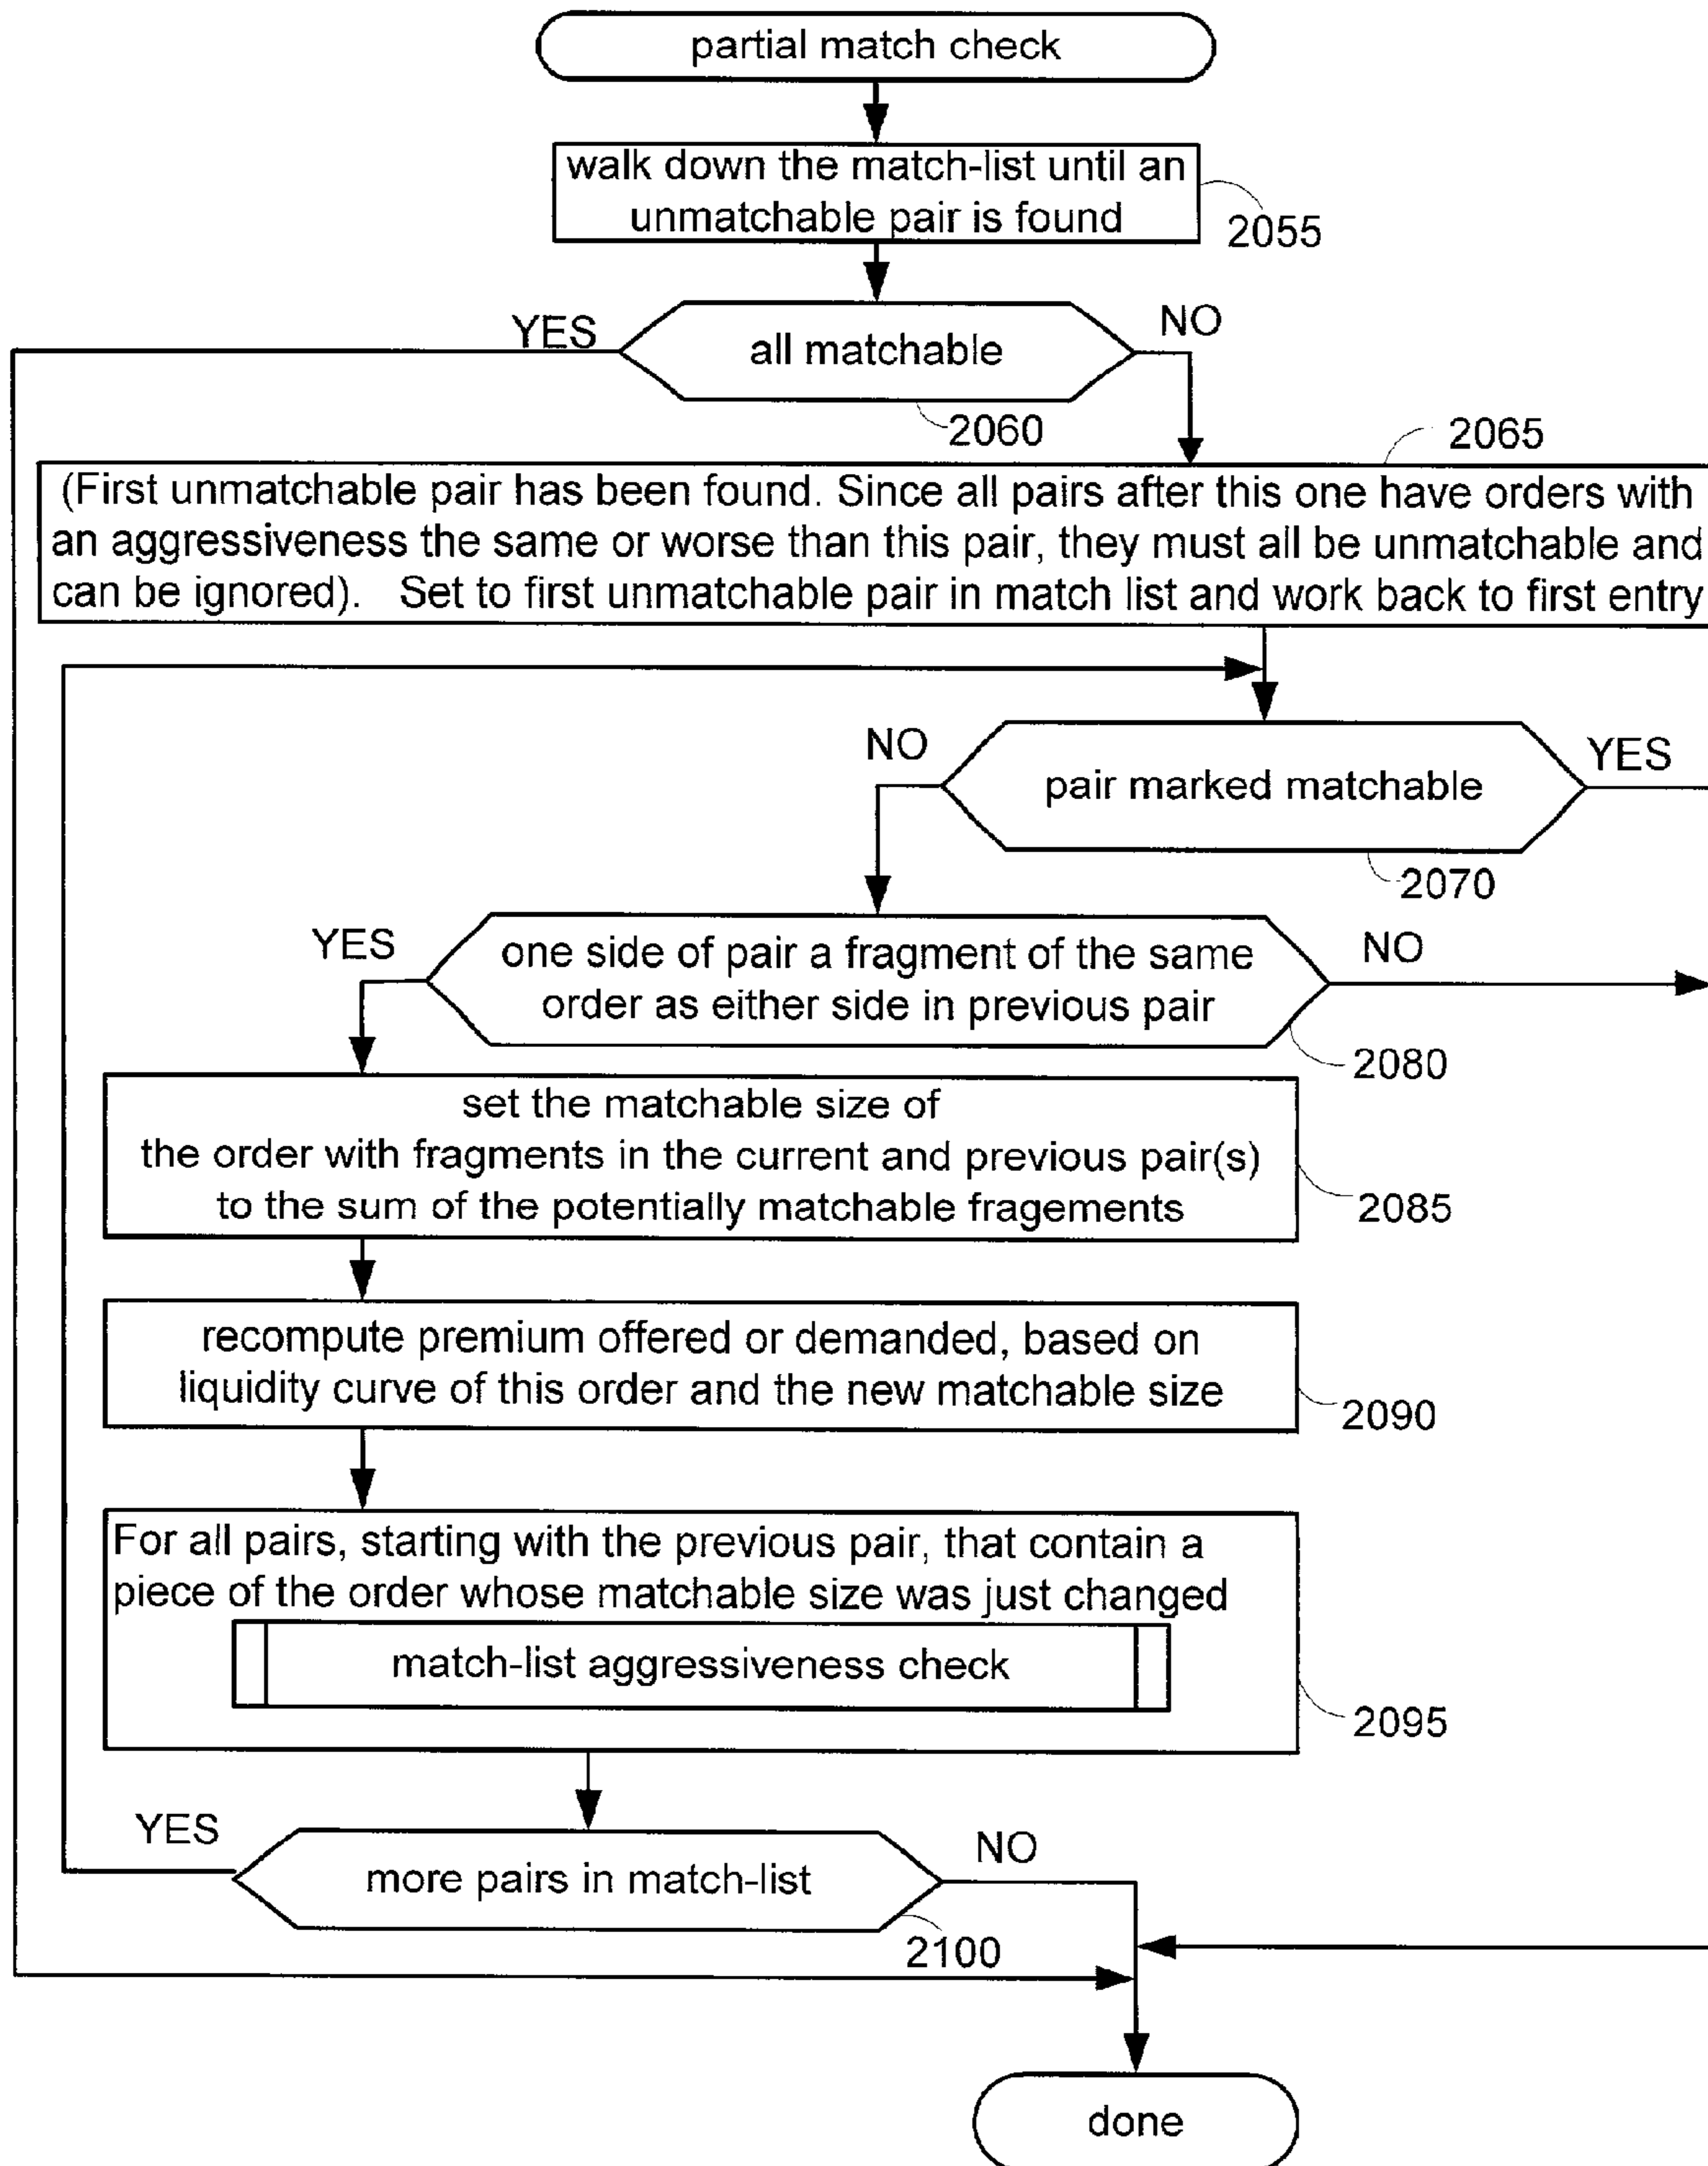 partial match check
walk down the match-list until an
unmatchable pair is found
2055
YES
NO
all matchable
2060
2065
(First unmatchable pair has been found. Since all pairs after this one have orders with
an aggressiveness the same or worse than this pair, they must all be unmatchable and
can be ignored). Set to first unmatchable pair in match list and work back to first entry
NO
YES
pair marked matchable
2070
YES
NO
one side of pair a fragment of the same
order as either side in previous pair
2080
set the matchable size of
the order with fragments in the current and previous pair(s)
to the sum of the potentially matchable fragements
2085
recompute premium offered or demanded, based on
liquidity curve of this order and the new matchable size
2090
For all pairs, starting with the previous pair, that contain a
piece of the order whose matchable size was just changed
match-list aggressiveness check
2095
YES
NO
more pairs in match-list
2100
done